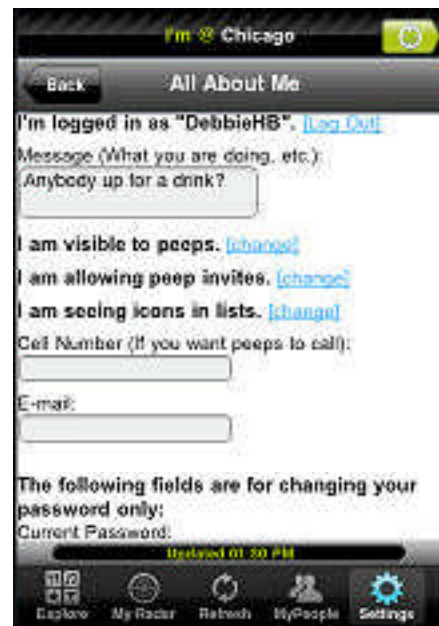 I'm @ Chicago
Back All About Me
I'm logged in as "DebbieHB". [Log Out]
Message (What you are doing, etc.):
Anybody up for a drink?
I am visible to peeps. [change]
I am allowing peep invites. [change]
I am seeing icons in lists. [change]
Cell Number (If you want peeps to call):
E-mail:
The following fields are for changing your
password only:
Current Password:
Updated 01:30 PM
Explore My Radar Refresh MyPeople Settings